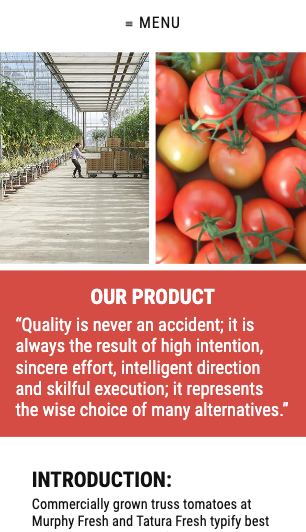 ≡ MENU
OUR PRODUCT
“Quality is never an accident; it is
always the result of high intention,
sincere effort, intelligent direction
and skilful execution; it represents
the wise choice of many alternatives.”
INTRODUCTION:
Commercially grown truss tomatoes at
Murphy Fresh and Tatura Fresh typify best